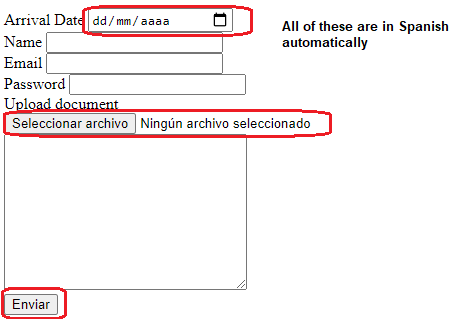 Arrival Date dd/mm/aaaa
All of these are in Spanish
automatically
Name
Email
Password
Upload document
Seleccionar archivo Ningún archivo seleccionado
Enviar